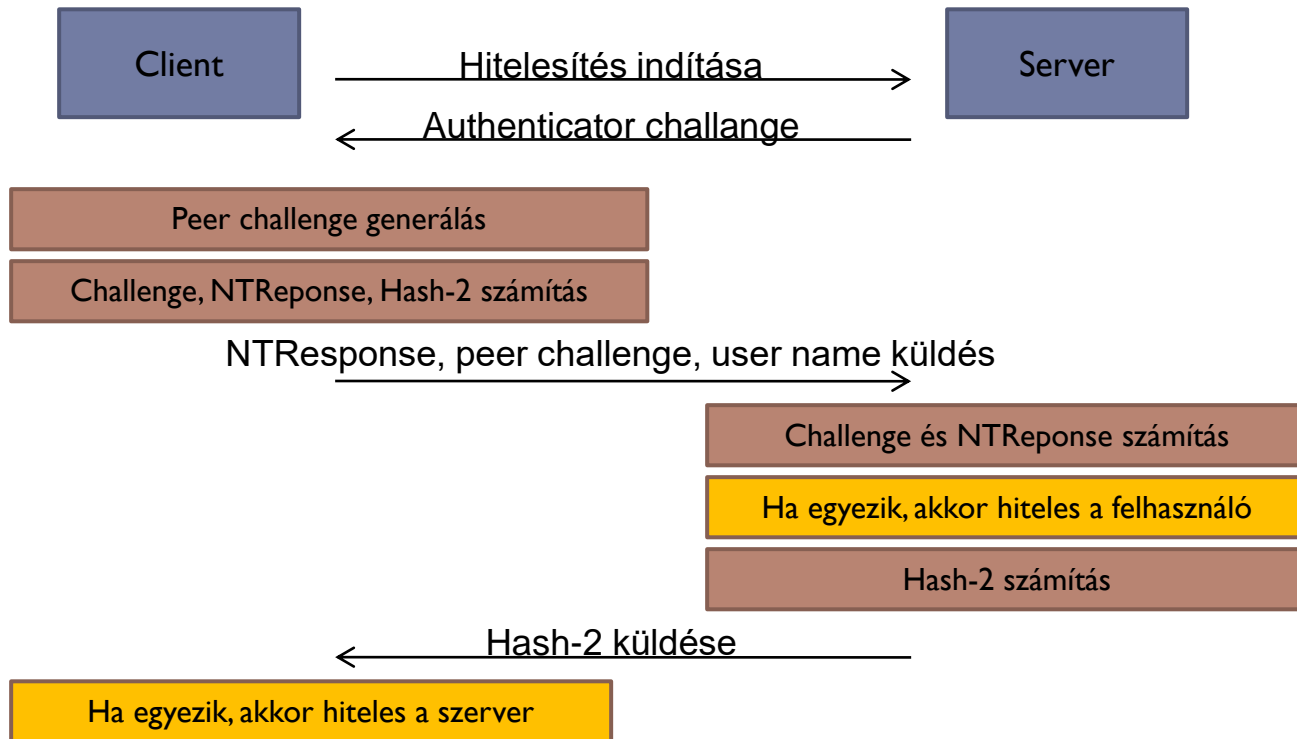 Client
Hitelesítés indítása
Server
Authenticator challange
Peer challenge generálás
Challenge, NTReponse, Hash-2 számítás
NTResponse, peer challenge, user name küldés
Challenge és NTReponse számítás
Ha egyezik, akkor hiteles a felhasználó
Hash-2 számítás
Hash-2 küldése
Ha egyezik, akkor hiteles a szerver